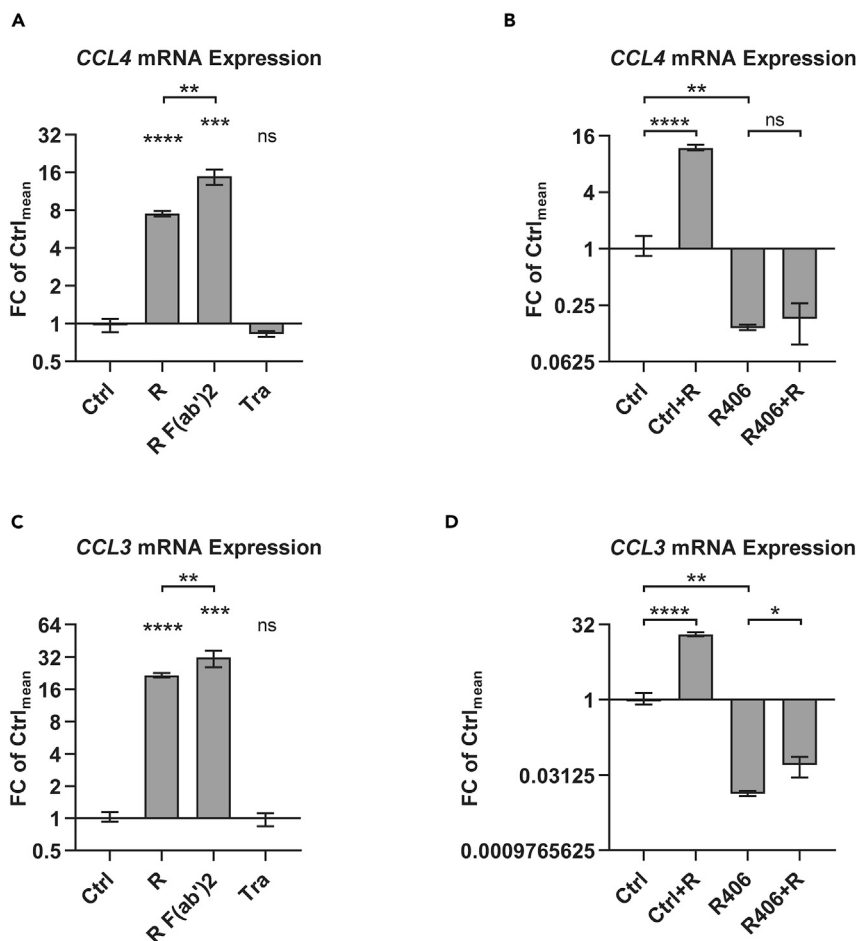 A
CCL4 mRNA Expression
**
**** *** ns
FC of Ctrlmean
32
16
8
4
2
1
0.5
Ctrl
R
R F(ab')2
Tra
B
CCL4 mRNA Expression
**
**** ns
FC of Ctrlmean
16
4
1
0.25
0.0625
Ctrl
Ctrl+R
R406
R406+R
C
CCL3 mRNA Expression
**
**** *** ns
FC of Ctrlmean
64
32
16
8
4
2
1
0.5
Ctrl
R
R F(ab')2
Tra
D
CCL3 mRNA Expression
**
**** *
FC of Ctrlmean
32
1
0.03125
0.0009765625
Ctrl
Ctrl+R
R406
R406+R